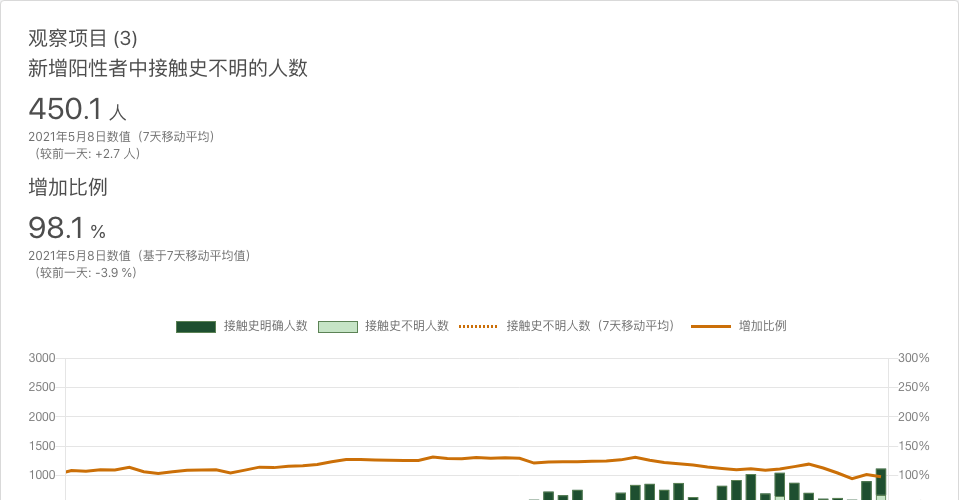 观察项目 (3)
新增阳性者中接触史不明的人数
450.1 人
2021年5月8日数值（7天移动平均）
（较前一天: +2.7 人）
增加比例
98.1 %
2021年5月8日数值（基于7天移动平均值）
（较前一天: -3.9 %）
接触史明确人数 接触史不明人数 接触史不明人数（7天移动平均） 增加比例
3000 300%
2500 250%
2000 200%
1500 150%
1000 100%